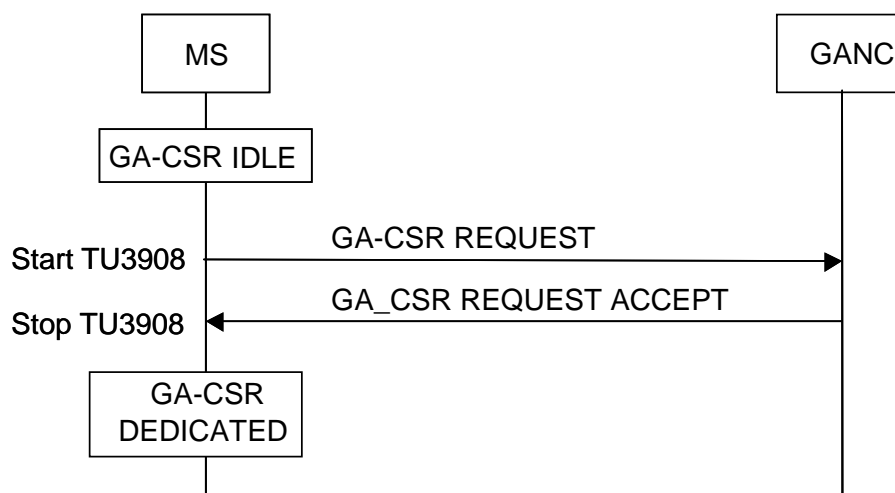 MS
GANC
GA-CSR IDLE
GA-CSR REQUEST
Start TU3908
GA_CSR REQUEST ACCEPT
Stop TU3908
GA-CSR
DEDICATED